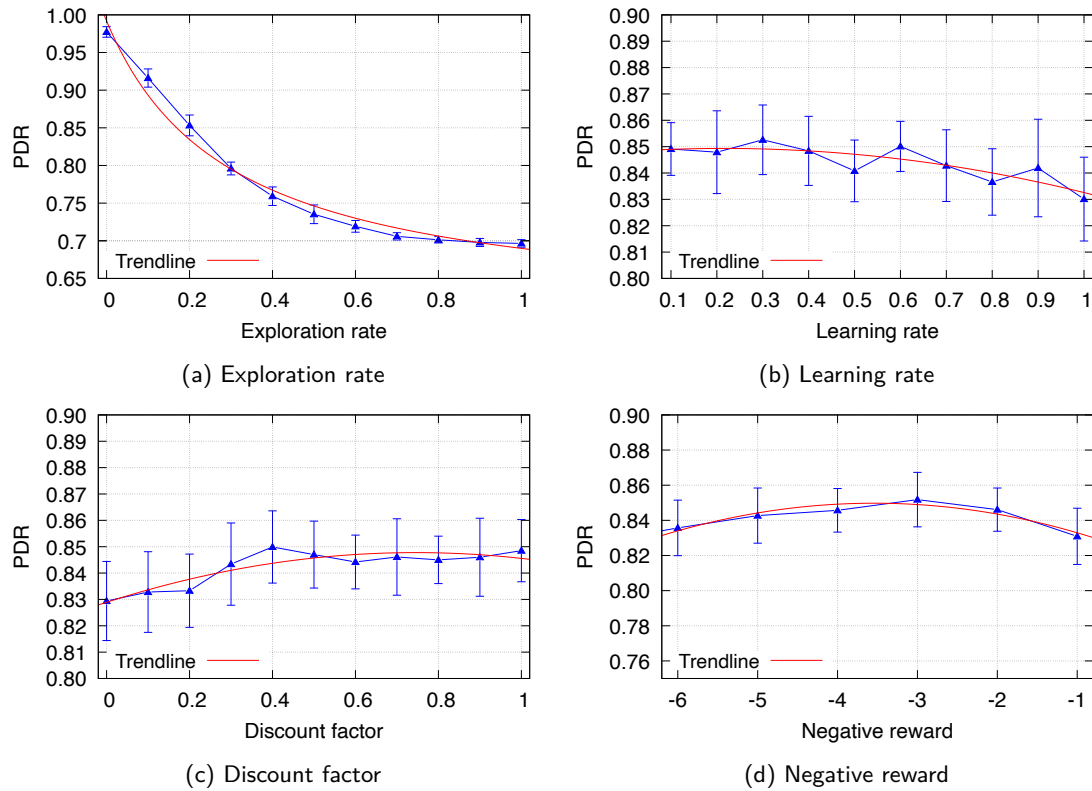 1.00
0.95
0.90
0.85
0.80
0.75
0.7
0.65
PDR
Trendline
0 0.2 0.4 0.6 0.8 1
Exploration rate
(a) Exploration rate
0.90
0.89
0.88
0.87
0.86
0.85
0.84
0.83
0.82
0.81
0.80
PDR
Trendline
0.1 0.2 0.3 0.4 0.5 0.6 0.7 0.8 0.9 1
Learning rate
(b) Learning rate
0.90
0.89
0.88
0.87
0.86
0.85
0.84
0.83
0.82
0.81
0.80
PDR
Trendline
0 0.2 0.4 0.6 0.8 1
Discount factor
(c) Discount factor
0.90
0.88
0.86
0.84
0.82
0.80
0.78
0.76
PDR
Trendline
-6 -5 -4 -3 -2 -1
Negative reward
(d) Negative reward